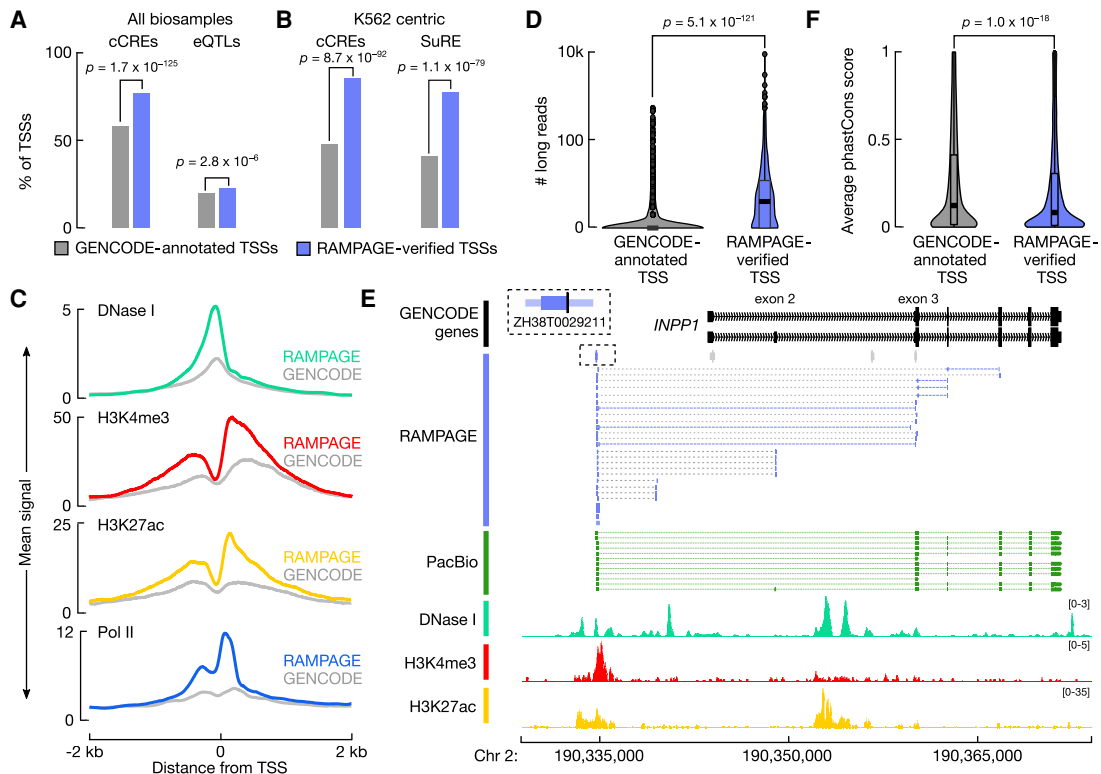 A
All biosamples
cCREs
eQTLs
100
50
0
% of TSSs
p = 1.7 x 10⁻¹²⁵
p = 2.8 x 10⁻⁶
B
K562 centric
cCREs
SuRE
p = 8.7 x 10⁻⁹²
p = 1.1 x 10⁻⁷⁹
GENCODE-annotated TSSs
RAMPAGE-verified TSSs
D
p = 5.1 x 10⁻¹²¹
10k
100
0
# long reads
GENCODE-
annotated
TSS
RAMPAGE-
verified
TSS
F
p = 1.0 x 10⁻¹⁸
1
0.5
0
Average phastCons score
GENCODE-
annotated
TSS
RAMPAGE-
verified
TSS
C
Mean signal
DNase I
5
0
RAMPAGE
GENCODE
H3K4me3
50
0
RAMPAGE
GENCODE
H3K27ac
25
0
RAMPAGE
GENCODE
Pol II
12
0
RAMPAGE
GENCODE
-2 kb
0
2 kb
Distance from TSS
E
GENCODE
genes
ZH38T0029211
INPP1
exon 2
exon 3
RAMPAGE
PacBio
DNase I
[0-3]
H3K4me3
[0-5]
H3K27ac
[0-35]
Chr 2:
190,335,000
190,350,000
190,365,000